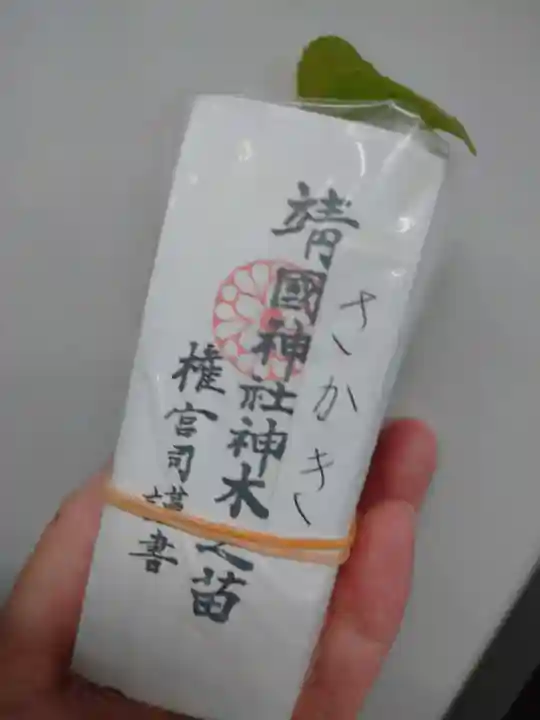 さかき
靖國神社神木之苗
権宮司謹書